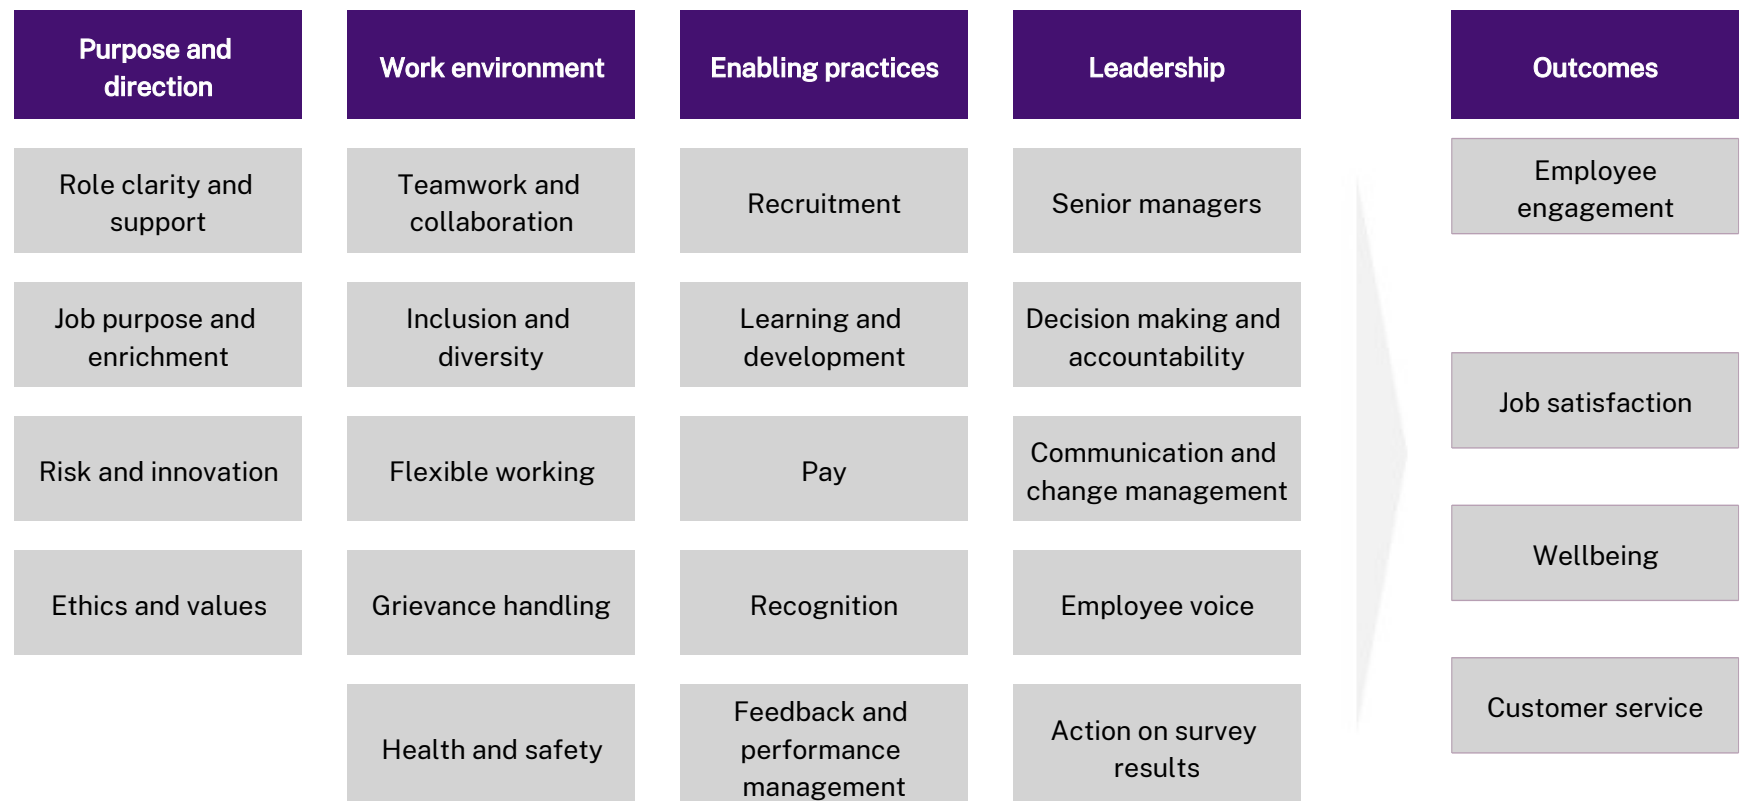 Purpose and
direction
Work environment
Enabling practices
Leadership
Outcomes
Role clarity and
support
Teamwork and
collaboration
Recruitment
Senior managers
Employee
engagement
Job purpose and
enrichment
Inclusion and
diversity
Learning and
development
Decision making and
accountability
Job satisfaction
Risk and innovation
Flexible working
Pay
Communication and
change management
Wellbeing
Ethics and values
Grievance handling
Recognition
Employee voice
Customer service
Health and safety
Feedback and
performance
management
Action on survey
results